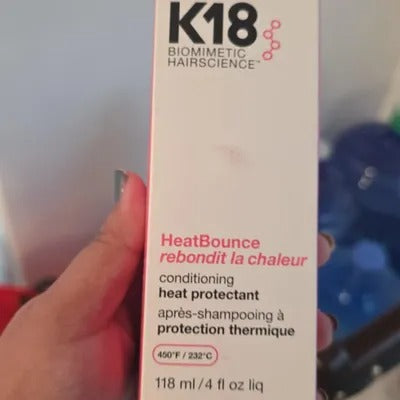 K18
BIOMIMETIC
HAIRSCIENCE™
HeatBounce
rebondit la chaleur
conditioning
heat protectant
après-shampooing à
protection thermique
450°F / 232°C
118 ml / 4 fl oz liq